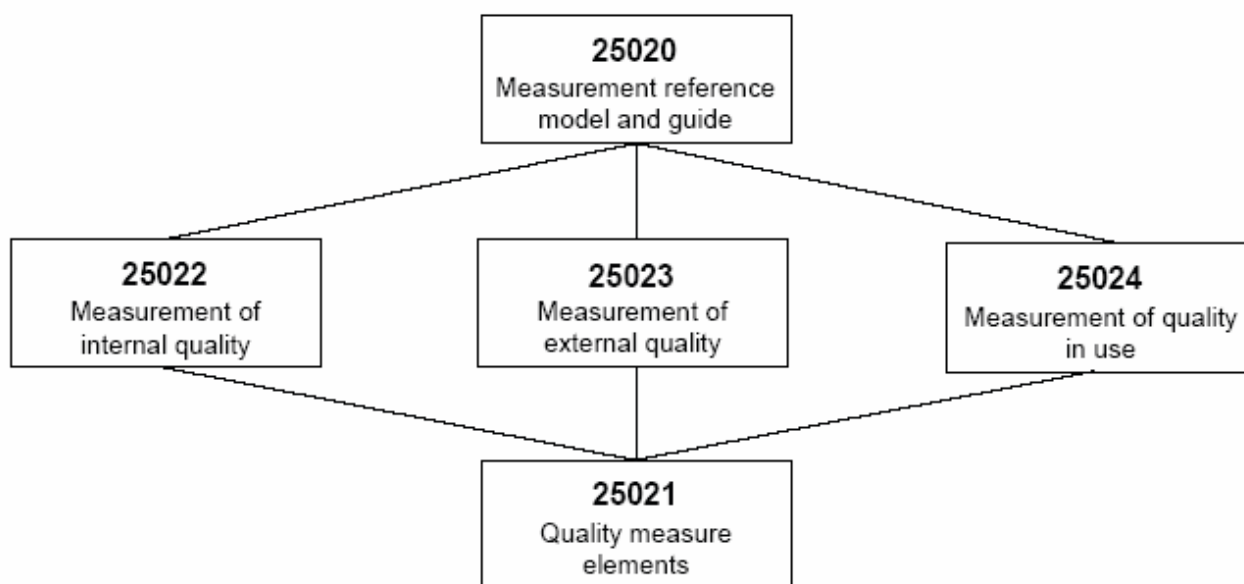 25020
Measurement reference
model and guide
25022
Measurement of
internal quality
25023
Measurement of
external quality
25024
Measurement of quality
in use
25021
Quality measure
elements